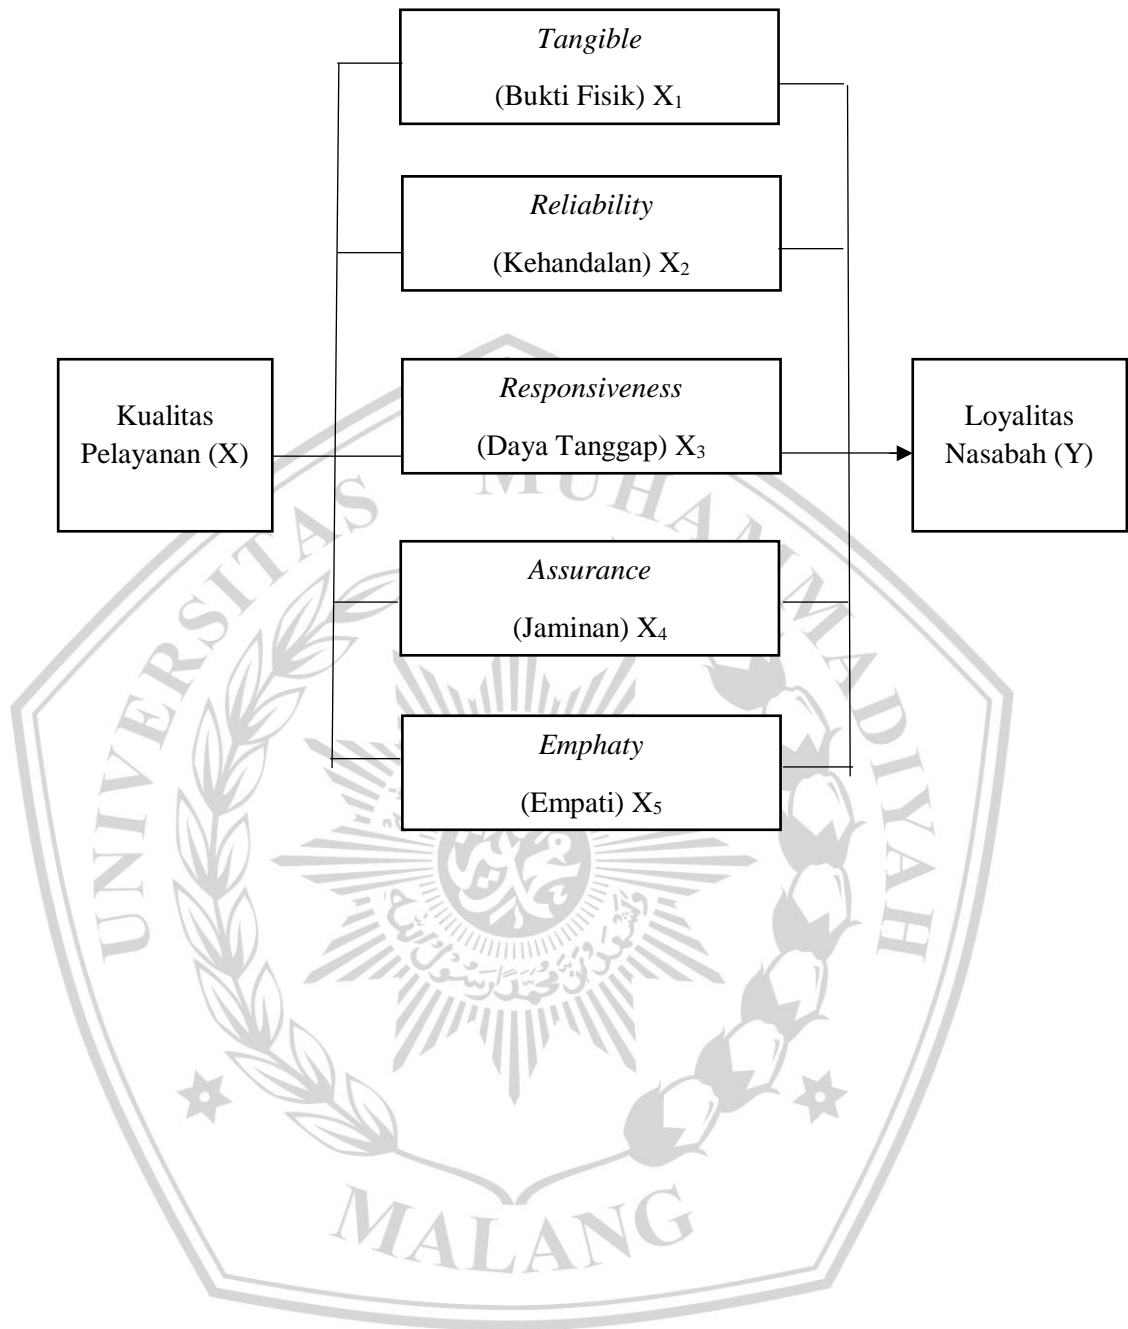 Tangible
(Bukti Fisik) X₁
Reliability
(Kehandalan) X₂
Kualitas
Pelayanan (X)
Responsiveness
(Daya Tanggap) X₃
Loyalitas
Nasabah (Y)
Assurance
(Jaminan) X₄
Emphaty
(Empati) X₅
UNIVERSITAS MUHAMMADIYAH
MALANG